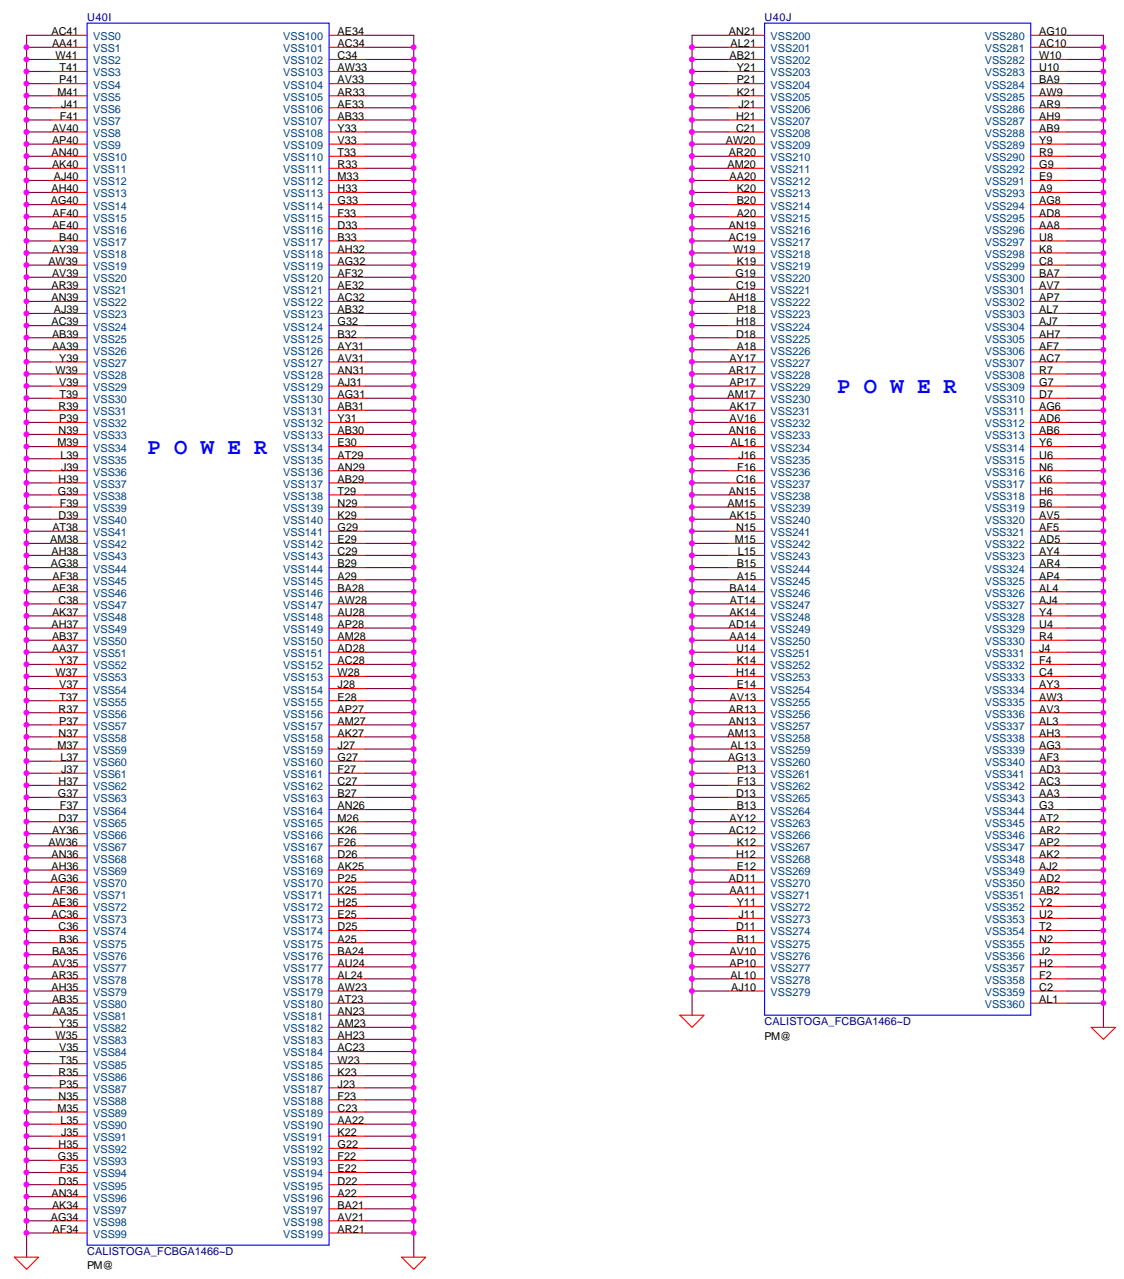 U40I
AC41 VSS0 VSS100 AE34
AA41 VSS1 VSS101 AC34
W41 VSS2 VSS102 C34
T41 VSS3 VSS103 AW33
P41 VSS4 VSS104 AV33
M41 VSS5 VSS105 AR33
J41 VSS6 VSS106 AE33
F41 VSS7 VSS107 AB33
AV40 VSS8 VSS108 Y33
AP40 VSS9 VSS109 V33
AN40 VSS10 VSS110 T33
AK40 VSS11 VSS111 R33
AJ40 VSS12 VSS112 M33
AH40 VSS13 VSS113 H33
AG40 VSS14 VSS114 G33
AF40 VSS15 VSS115 F33
AE40 VSS16 VSS116 D33
B40 VSS17 VSS117 B33
AY39 VSS18 VSS118 AH32
AW39 VSS19 VSS119 AG32
AV39 VSS20 VSS120 AF32
AR39 VSS21 VSS121 AE32
AN39 VSS22 VSS122 AC32
AJ39 VSS23 VSS123 AB32
AC39 VSS24 VSS124 G32
AB39 VSS25 VSS125 B32
AA39 VSS26 VSS126 AY31
Y39 VSS27 VSS127 AV31
W39 VSS28 VSS128 AN31
V39 VSS29 VSS129 AJ31
T39 VSS30 VSS130 AG31
R39 VSS31 VSS131 AB31
P39 VSS32 VSS132 Y31
N39 VSS33 VSS133 AB30
M39 VSS34 P O W E R VSS134 E30
L39 VSS35 VSS135 AT29
J39 VSS36 VSS136 AN29
H39 VSS37 VSS137 AB29
G39 VSS38 VSS138 T29
F39 VSS39 VSS139 N29
D39 VSS40 VSS140 K29
AT38 VSS41 VSS141 G29
AM38 VSS42 VSS142 E29
AH38 VSS43 VSS143 C29
AG38 VSS44 VSS144 B29
AF38 VSS45 VSS145 A29
AE38 VSS46 VSS146 BA28
C38 VSS47 VSS147 AW28
AK37 VSS48 VSS148 AU28
AH37 VSS49 VSS149 AP28
AB37 VSS50 VSS150 AM28
AA37 VSS51 VSS151 AD28
Y37 VSS52 VSS152 AC28
W37 VSS53 VSS153 W28
V37 VSS54 VSS154 J28
T37 VSS55 VSS155 E28
R37 VSS56 VSS156 AP27
P37 VSS57 VSS157 AM27
N37 VSS58 VSS158 AK27
M37 VSS59 VSS159 J27
L37 VSS60 VSS160 G27
J37 VSS61 VSS161 F27
H37 VSS62 VSS162 C27
G37 VSS63 VSS163 B27
F37 VSS64 VSS164 AN26
D37 VSS65 VSS165 M26
AY36 VSS66 VSS166 K26
AW36 VSS67 VSS167 F26
AN36 VSS68 VSS168 D26
AH36 VSS69 VSS169 AK25
AG36 VSS70 VSS170 P25
AF36 VSS71 VSS171 K25
AE36 VSS72 VSS172 H25
AC36 VSS73 VSS173 E25
C36 VSS74 VSS174 D25
B36 VSS75 VSS175 A25
BA35 VSS76 VSS176 BA24
AV35 VSS77 VSS177 AU24
AR35 VSS78 VSS178 AL24
AH35 VSS79 VSS179 AW23
AB35 VSS80 VSS180 AT23
AA35 VSS81 VSS181 AN23
Y35 VSS82 VSS182 AM23
W35 VSS83 VSS183 AH23
V35 VSS84 VSS184 AC23
T35 VSS85 VSS185 W23
R35 VSS86 VSS186 K23
P35 VSS87 VSS187 J23
N35 VSS88 VSS188 F23
M35 VSS89 VSS189 C23
L35 VSS90 VSS190 AA22
J35 VSS91 VSS191 K22
H35 VSS92 VSS192 G22
G35 VSS93 VSS193 F22
F35 VSS94 VSS194 E22
D35 VSS95 VSS195 D22
AN34 VSS96 VSS196 A22
AK34 VSS97 VSS197 BA21
AG34 VSS98 VSS198 AV21
AF34 VSS99 VSS199 AR21
CALISTOGA_FCBGA1466~D
PM@
U40J
AN21 VSS200 VSS280 AG10
AL21 VSS201 VSS281 AC10
AB21 VSS202 VSS282 W10
Y21 VSS203 VSS283 U10
P21 VSS204 VSS284 BA9
K21 VSS205 VSS285 AW9
J21 VSS206 VSS286 AR9
H21 VSS207 VSS287 AH9
C21 VSS208 VSS288 AB9
AW20 VSS209 VSS289 Y9
AR20 VSS210 VSS290 R9
AM20 VSS211 VSS292 G9
AA20 VSS212 VSS291 E9
K20 VSS213 VSS293 A9
B20 VSS214 VSS294 AG8
A20 VSS215 VSS295 AD8
AN19 VSS216 VSS296 AA8
AC19 VSS217 VSS297 U8
W19 VSS218 VSS298 K8
K19 VSS219 VSS299 C8
G19 VSS220 VSS300 BA7
C19 VSS221 VSS301 AV7
AH18 VSS222 VSS302 AP7
P18 VSS223 VSS303 AL7
H18 VSS224 VSS304 AJ7
D18 VSS225 VSS305 AH7
A18 VSS226 VSS306 AF7
AY17 VSS227 VSS307 AC7
AR17 VSS228 VSS308 R7
AP17 VSS229 P O W E R VSS309 G7
AM17 VSS230 VSS310 D7
AK17 VSS231 VSS311 AG6
AV16 VSS232 VSS312 AD6
AN16 VSS233 VSS313 AB6
AL16 VSS234 VSS314 Y6
J16 VSS235 VSS315 U6
F16 VSS236 VSS316 N6
C16 VSS237 VSS317 K6
AN15 VSS238 VSS318 H6
AM15 VSS239 VSS319 B6
AK15 VSS240 VSS320 AV5
N15 VSS241 VSS321 AF5
M15 VSS242 VSS322 AD5
L15 VSS243 VSS323 AY4
B15 VSS244 VSS324 AR4
A15 VSS245 VSS325 AP4
BA14 VSS246 VSS326 AL4
AT14 VSS247 VSS327 AJ4
AK14 VSS248 VSS328 Y4
AD14 VSS249 VSS329 U4
AA14 VSS250 VSS330 R4
U14 VSS251 VSS331 J4
K14 VSS252 VSS332 F4
H14 VSS253 VSS333 C4
E14 VSS254 VSS334 AY3
AV13 VSS255 VSS335 AW3
AR13 VSS256 VSS336 AV3
AN13 VSS257 VSS337 AL3
AM13 VSS258 VSS338 AH3
AL13 VSS259 VSS339 AG3
AG13 VSS260 VSS340 AF3
P13 VSS261 VSS341 AD3
F13 VSS262 VSS342 AC3
D13 VSS265 VSS343 AA3
B13 VSS264 VSS344 G3
AY12 VSS263 VSS345 AT2
AC12 VSS266 VSS346 AR2
K12 VSS267 VSS347 AP2
H12 VSS268 VSS348 AK2
E12 VSS269 VSS349 AJ2
AD11 VSS270 VSS350 AD2
AA11 VSS271 VSS351 AB2
Y11 VSS272 VSS352 Y2
J11 VSS273 VSS353 U2
D11 VSS274 VSS354 T2
B11 VSS275 VSS355 N2
AV10 VSS276 VSS356 J2
AP10 VSS277 VSS357 H2
AL10 VSS278 VSS358 F2
AJ10 VSS279 VSS359 C2
VSS360 AL1
CALISTOGA_FCBGA1466~D
PM@